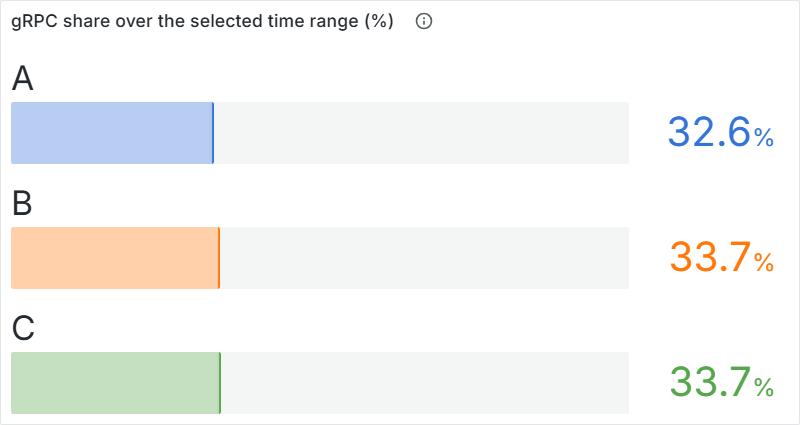 gRPC share over the selected time range (%)
A
32.6%
B
33.7%
C
33.7%